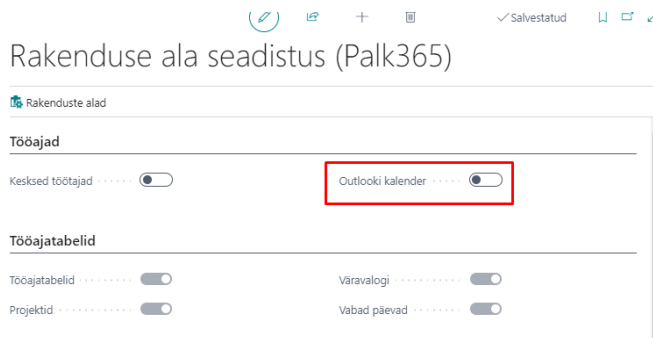 Salvestatud
Rakenduse ala seadistus (Palk365)
Rakenduste alad
Tööajad
Kesksed töötajad
Outlooki kalender
Tööajatabelid
Tööajatabelid
Väravalogi
Projektid
Vabad päevad